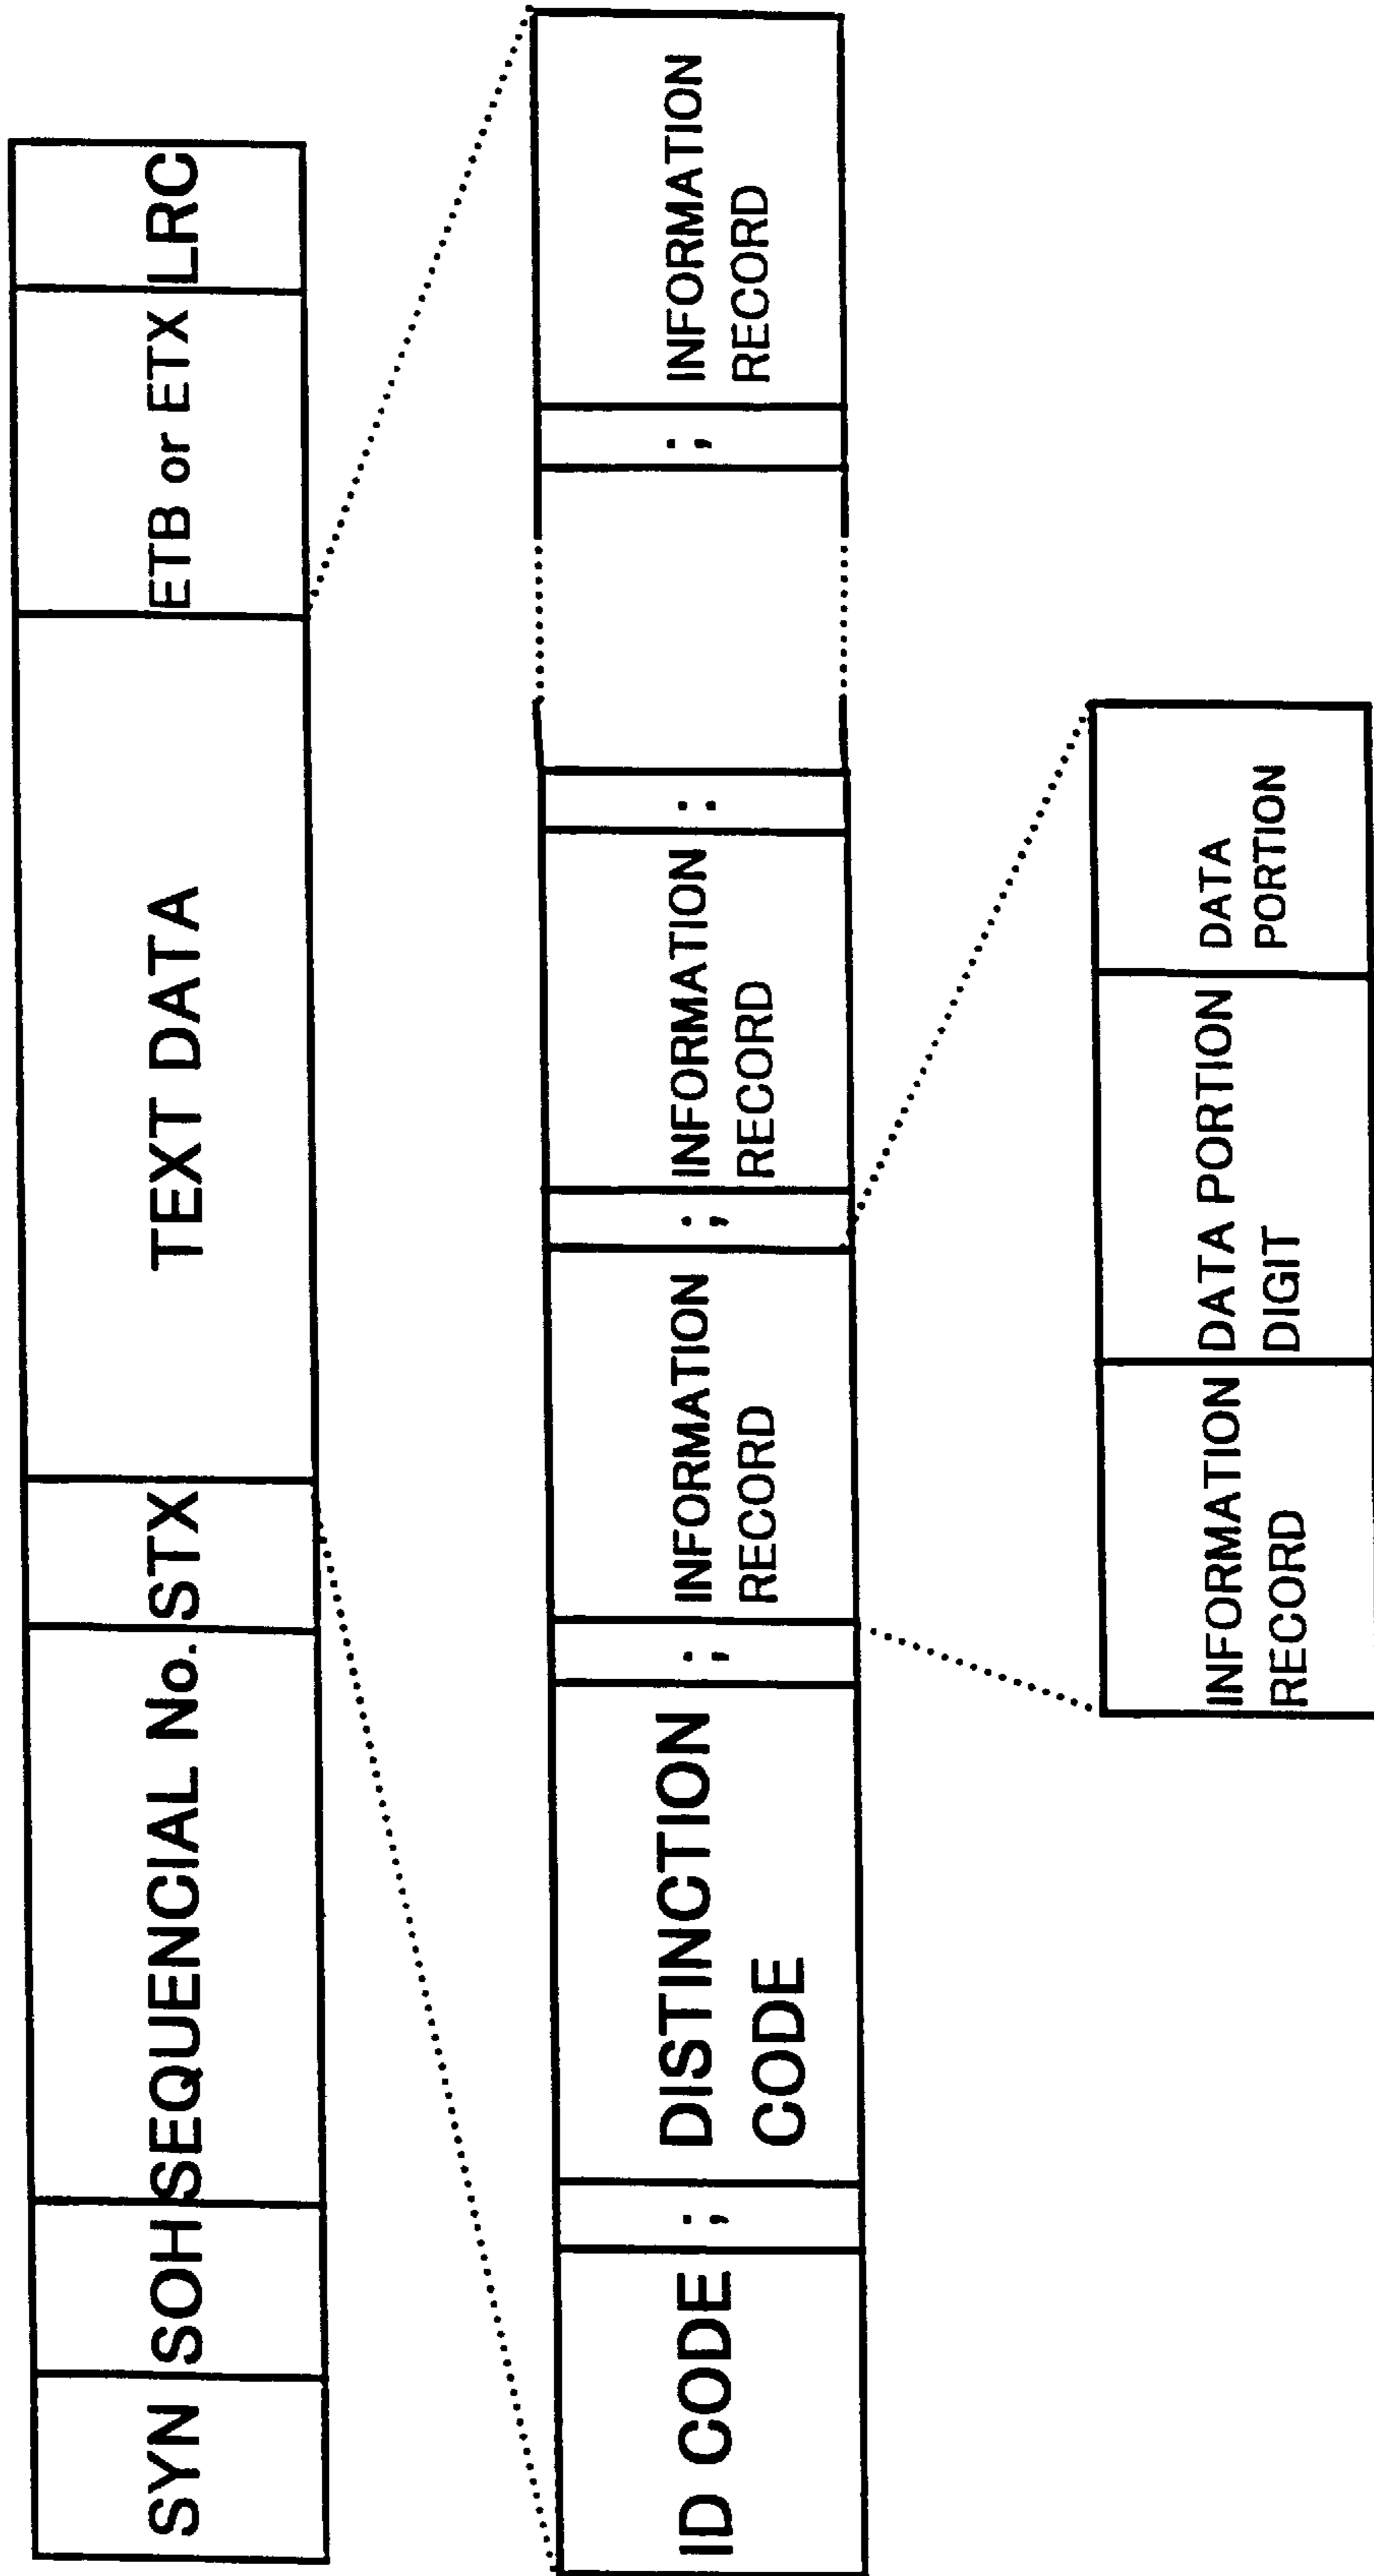 SYN
SOH
SEQUENCIAL No.
STX
TEXT DATA
ETB or ETX
LRC
ID CODE
;
DISTINCTION
CODE
;
INFORMATION
RECORD
;
INFORMATION
RECORD
:
;
INFORMATION
RECORD
INFORMATION
RECORD
DATA PORTION
DIGIT
DATA
PORTION